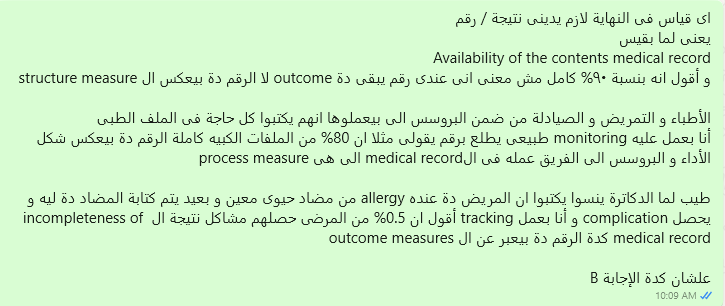 اى قياس فى النهاية لازم يدينى نتيجة / رقم
يعنى لما بقيس
Availability of the contents medical record
و أقول انه بنسبة ٩٠% كامل مش معنى انى عندى رقم يبقى دة outcome لا الرقم دة بيعكس ال structure measure
الأطباء و التمريض و الصيادلة من ضمن البروسس الى بيعملوها انهم يكتبوا كل حاجة فى الملف الطبى
أنا بعمل عليه monitoring طبيعى يطلع برقم يقولى مثلا ان 80% من الملفات الكبيه كاملة الرقم دة بيعكس شكل
الأداء و البروسس الى الفريق عمله فى الmedical record الى هى process measure
طيب لما الدكاترة ينسوا يكتبوا ان المريض دة عنده allergy من مضاد حيوى معين و بعيد يتم كتابة المضاد دة ليه و
يحصل complication و أنا بعمل tracking أقول ان 0.5% من المرضى حصلهم مشاكل نتيجة ال incompleteness of
medical record كدة الرقم دة بيعبر عن ال outcome measures
علشان كدة الإجابة B
10:09 AM